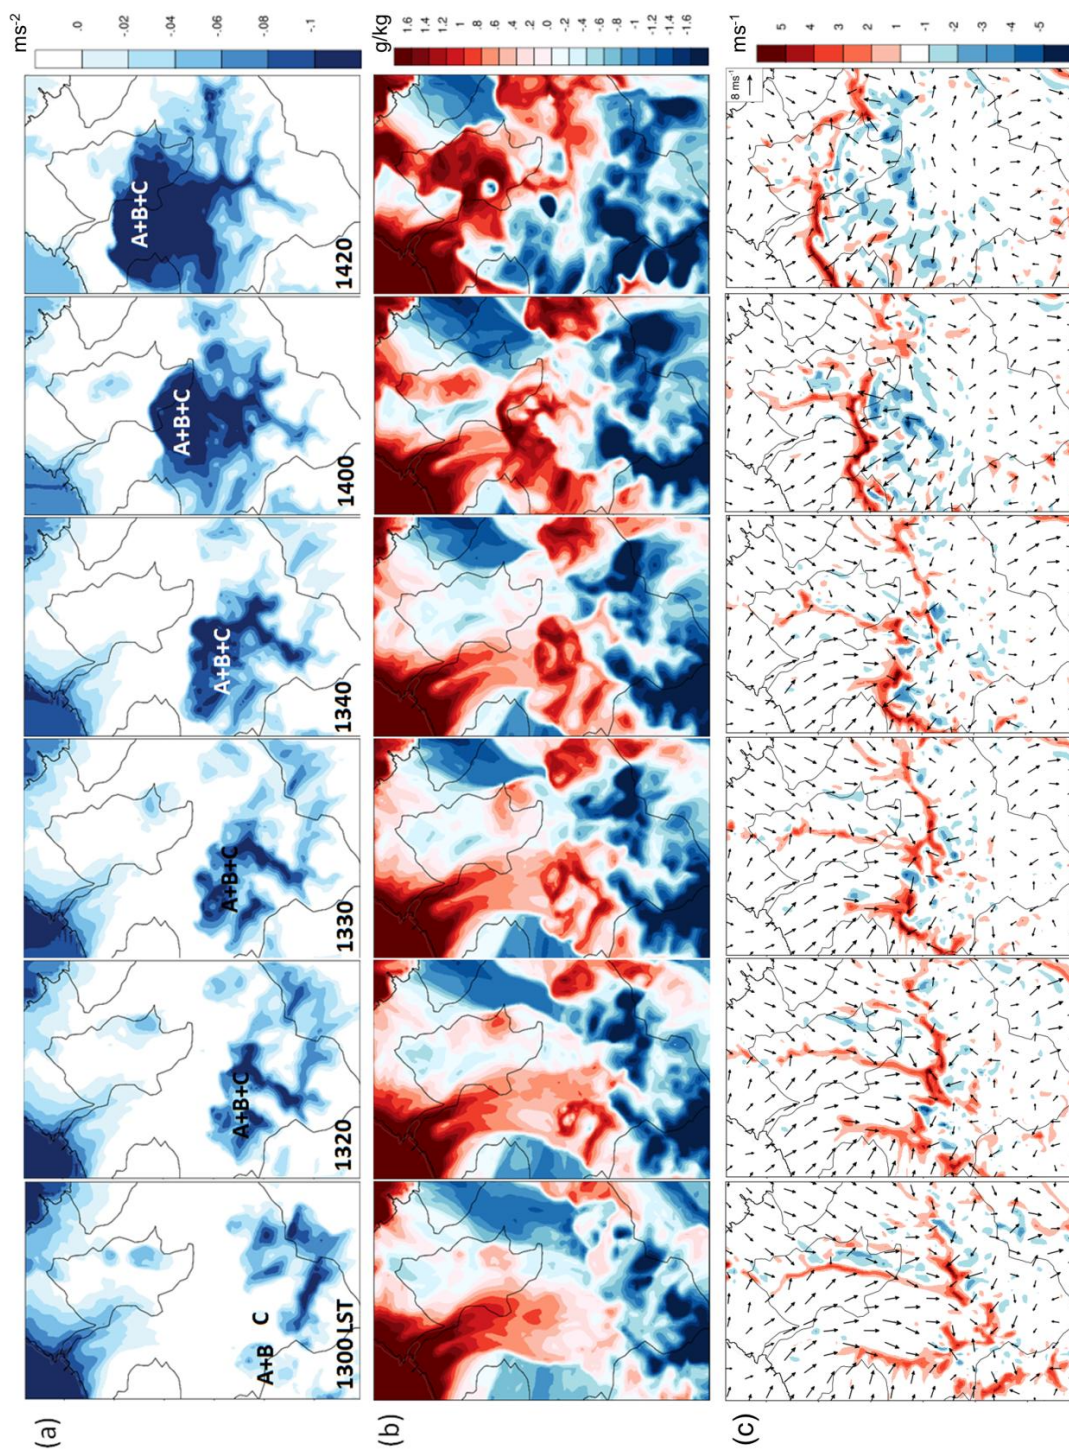 (a)
A+B C
A+B+C
A+B+C
A+B+C
A+B+C
A+B+C
1300 LST
1320
1330
1340
1400
1420
ms⁻²
.0
-.02
-.04
-.06
-.08
-.1
(b)
g/kg
1.6
1.4
1.2
1
.8
.6
.4
.2
.0
-.2
-.4
-.6
-.8
-1
-1.2
-1.4
-1.6
(c)
8 ms⁻¹
ms⁻¹
5
4
3
2
1
-1
-2
-3
-4
-5